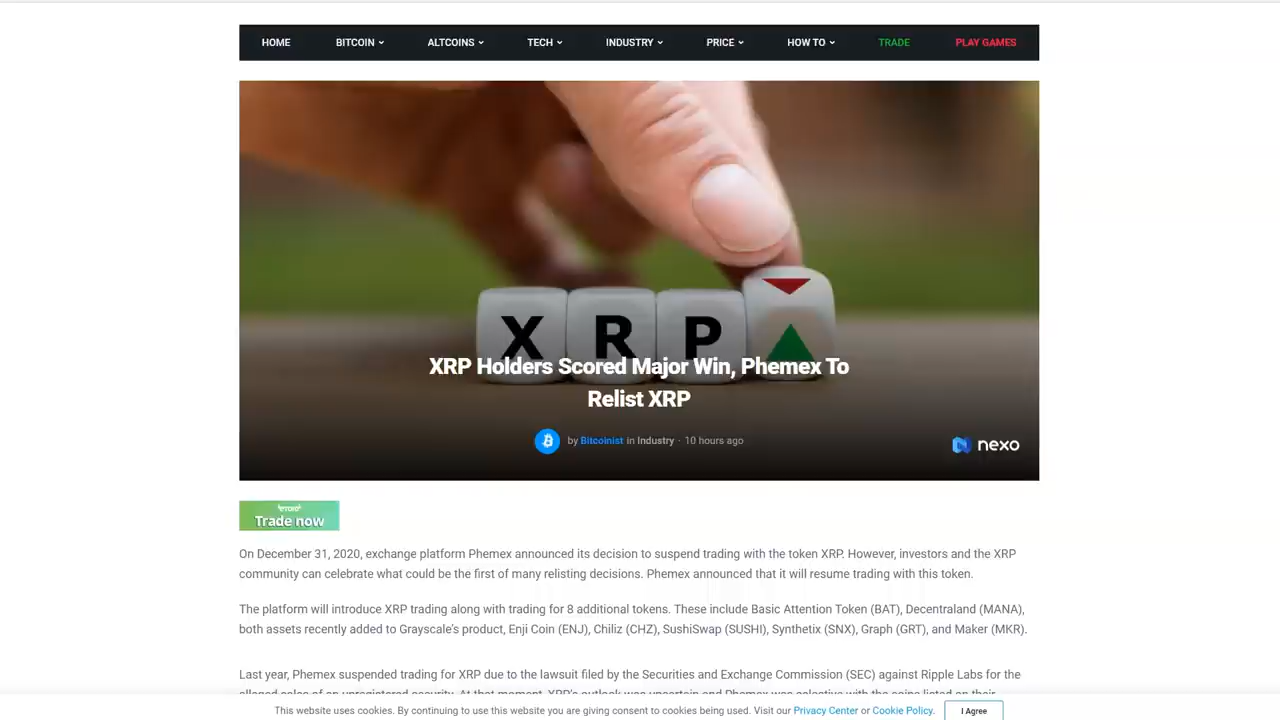 HOME BITCOIN ALTCOINS TECH INDUSTRY PRICE HOW TO TRADE PLAY GAMES
X R P
XRP Holders Scored Major Win, Phemex To
Relist XRP
by Bitcoinist in Industry · 10 hours ago
nexo
eToro
Trade now
On December 31, 2020, exchange platform Phemex announced its decision to suspend trading with the token XRP. However, investors and the XRP
community can celebrate what could be the first of many relisting decisions. Phemex announced that it will resume trading with this token.
The platform will introduce XRP trading along with trading for 8 additional tokens. These include Basic Attention Token (BAT), Decentraland (MANA),
both assets recently added to Grayscale's product, Enji Coin (ENJ), Chiliz (CHZ), SushiSwap (SUSHI), Synthetix (SNX), Graph (GRT), and Maker (MKR).
Last year, Phemex suspended trading for XRP due to the lawsuit filed by the Securities and Exchange Commission (SEC) against Ripple Labs for the
This website uses cookies. By continuing to use this website you are giving consent to cookies being used. Visit our Privacy Center or Cookie Policy. I Agree